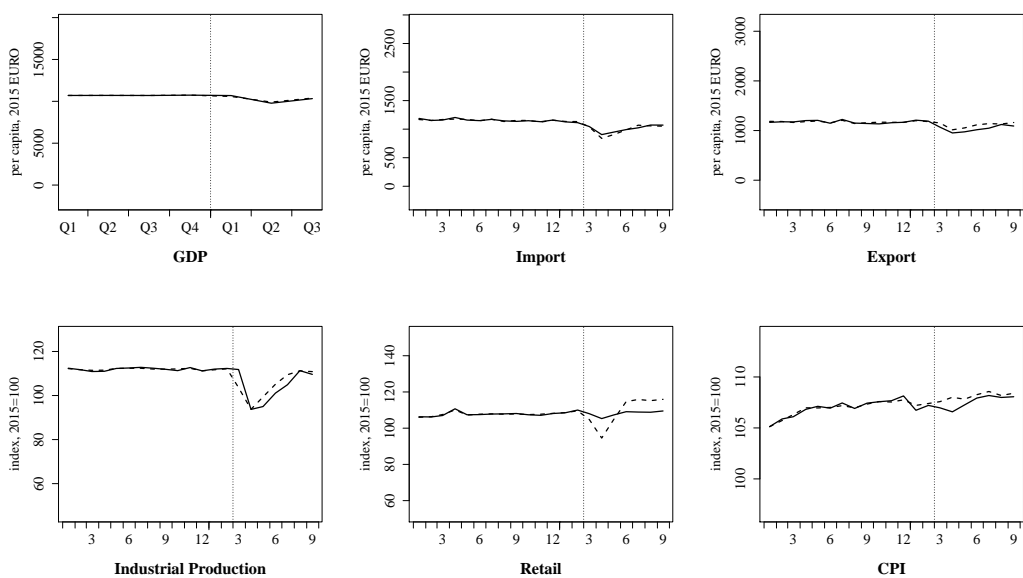 per capita, 2015 EURO
0 5000 15000
Q1 Q2 Q3 Q4 Q1 Q2 Q3
GDP
per capita, 2015 EURO
0 500 1500 2500
3 6 9 12 3 6 9
Import
per capita, 2015 EURO
0 1000 2000 3000
3 6 9 12 3 6 9
Export
index, 2015=100
60 80 100 120
3 6 9 12 3 6 9
Industrial Production
index, 2015=100
60 80 100 120 140
3 6 9 12 3 6 9
Retail
index, 2015=100
100 105 110
3 6 9 12 3 6 9
CPI